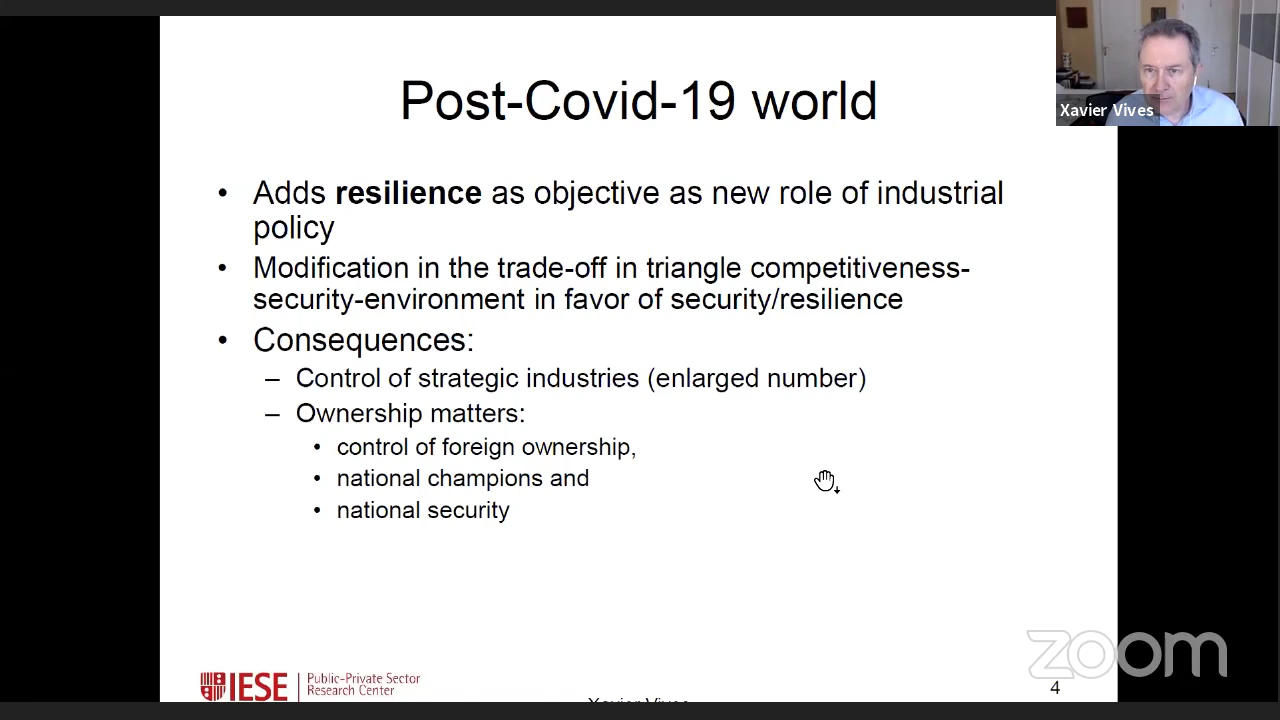 Post-Covid-19 world
Xavier Vives
• Adds resilience as objective as new role of industrial
policy
• Modification in the trade-off in triangle competitiveness-
security-environment in favor of security/resilience
• Consequences:
– Control of strategic industries (enlarged number)
– Ownership matters:
• control of foreign ownership,
• national champions and
• national security
zoom
IESE
Public-Private Sector
Research Center
4
Xavier Vives